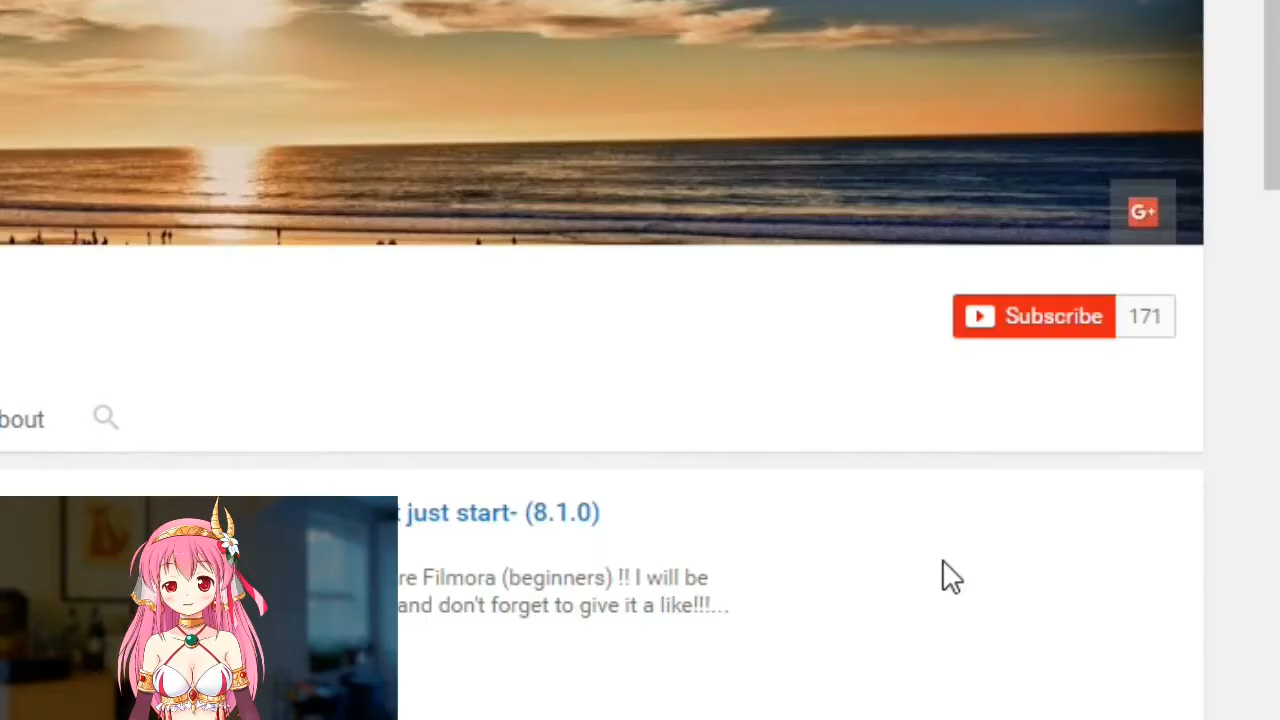 G+
Subscribe 171
bout
t just start- (8.1.0)
re Filmora (beginners) !! I will be
and don't forget to give it a like!!!...